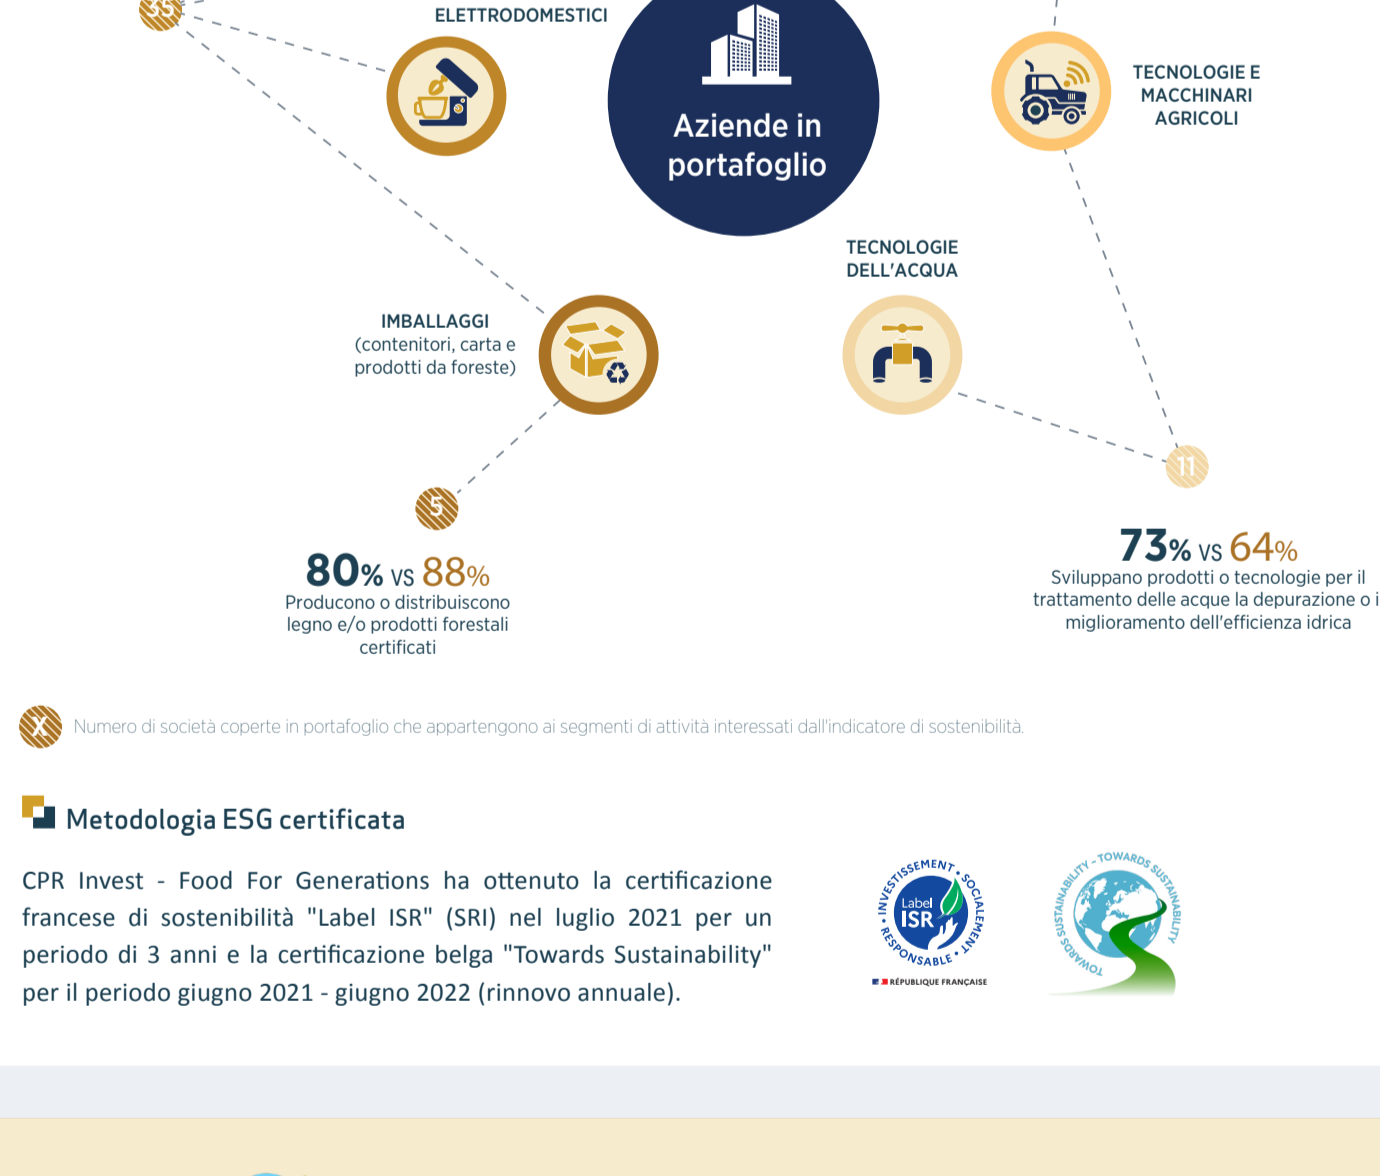 35
ELETTRODOMESTICI
Aziende in
portafoglio
TECNOLOGIE E
MACCHINARI
AGRICOLI
TECNOLOGIE
DELL'ACQUA
IMBALLAGGI
(contenitori, carta e
prodotti da foreste)
11
5
73% VS 64%
Sviluppano prodotti o tecnologie per il
trattamento delle acque la depurazione o i
miglioramento dell'efficienza idrica
80% VS 88%
Producono o distribuiscono
legno e/o prodotti forestali
certificati
X Numero di società coperte in portafoglio che appartengono ai segmenti di attività interessati dall'indicatore di sostenibilità.
Metodologia ESG certificata
CPR Invest - Food For Generations ha ottenuto la certificazione
francese di sostenibilità "Label ISR" (SRI) nel luglio 2021 per un
periodo di 3 anni e la certificazione belga "Towards Sustainability"
per il periodo giugno 2021 - giugno 2022 (rinnovo annuale).
INVESTISSEMENT • SOCIALEMENT • RESPONSABLE •
Label
ISR
RÉPUBLIQUE FRANÇAISE
TOWARDS SUSTAINABILITY - TOWARDS SUSTAINABILITY